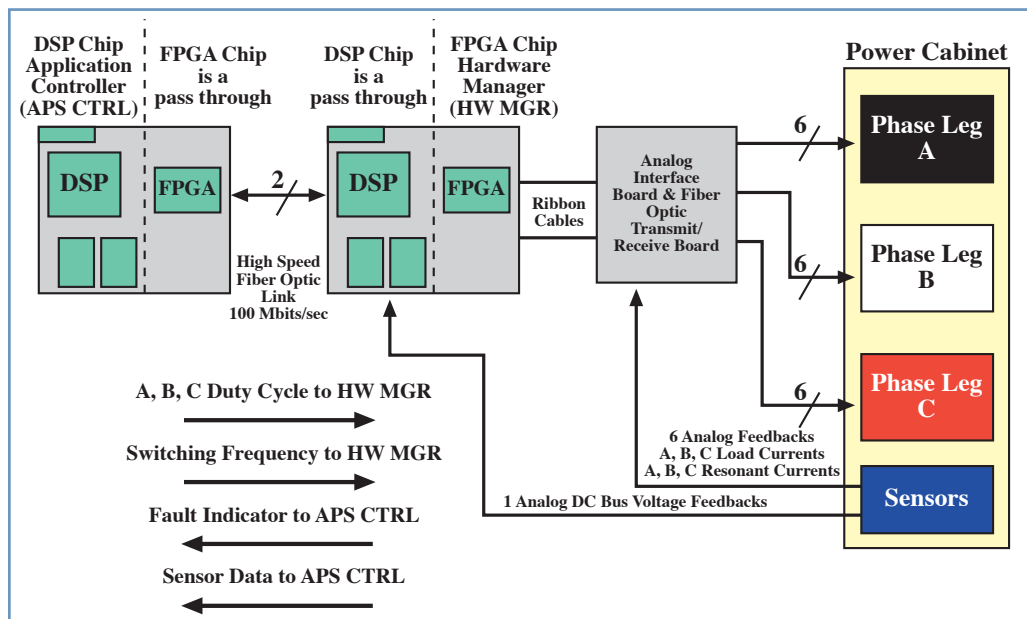 DSP Chip
Application
Controller
(APS CTRL)
FPGA Chip
is a
pass through
DSP Chip
is a
pass through
FPGA Chip
Hardware
Manager
(HW MGR)
Power Cabinet
DSP
FPGA
2
DSP
FPGA
Ribbon
Cables
Analog
Interface
Board & Fiber
Optic
Transmit/
Receive Board
6
Phase Leg
A
6
Phase Leg
B
6
Phase Leg
C
High Speed
Fiber Optic
Link
100 Mbits/sec
A, B, C Duty Cycle to HW MGR
Switching Frequency to HW MGR
Fault Indicator to APS CTRL
Sensor Data to APS CTRL
6 Analog Feedbacks
A, B, C Load Currents
A, B, C Resonant Currents
1 Analog DC Bus Voltage Feedbacks
Sensors